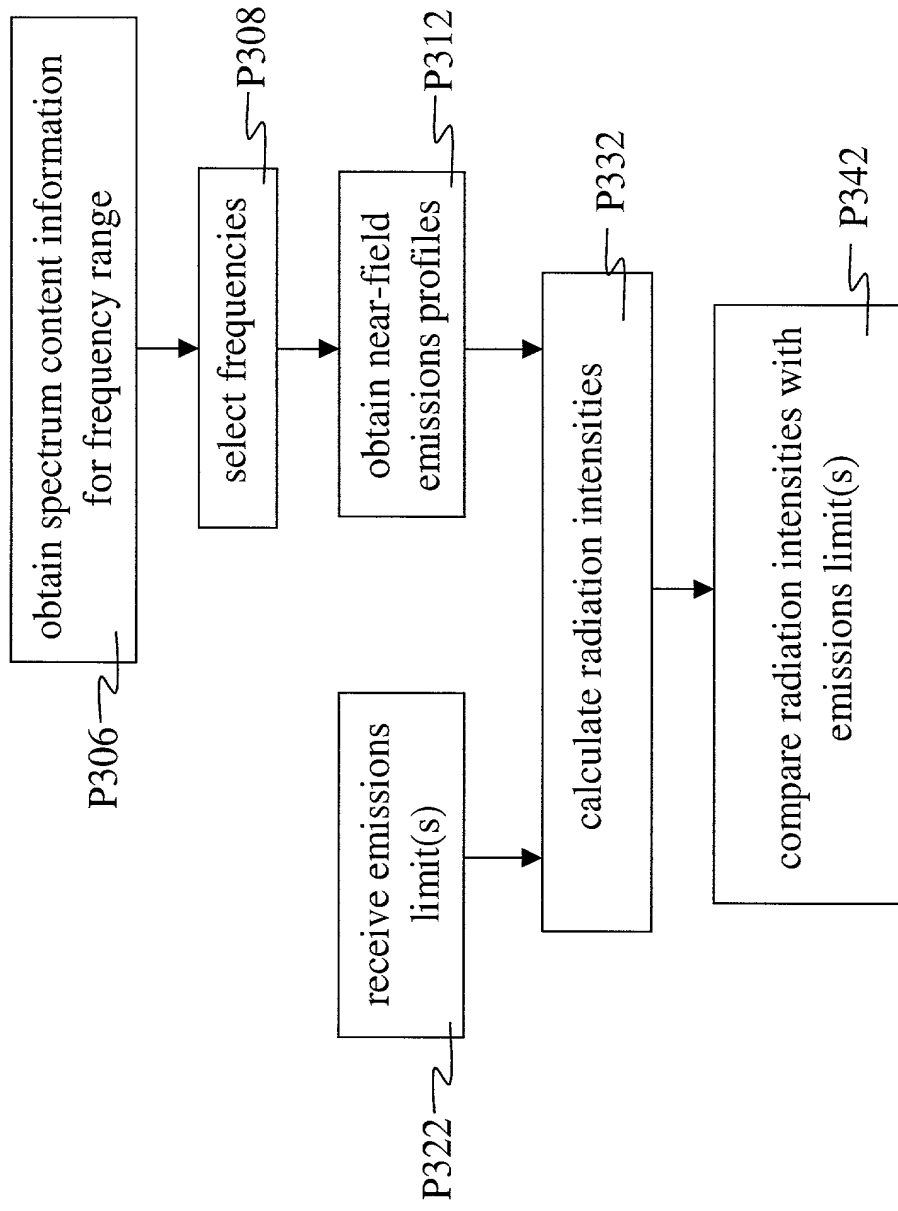 P306
obtain spectrum content information
for frequency range
select frequencies
P308
P322
receive emissions
limit(s)
obtain near-field
emissions profiles
P312
calculate radiation intensities
P332
compare radiation intensities with
emissions limit(s)
P342